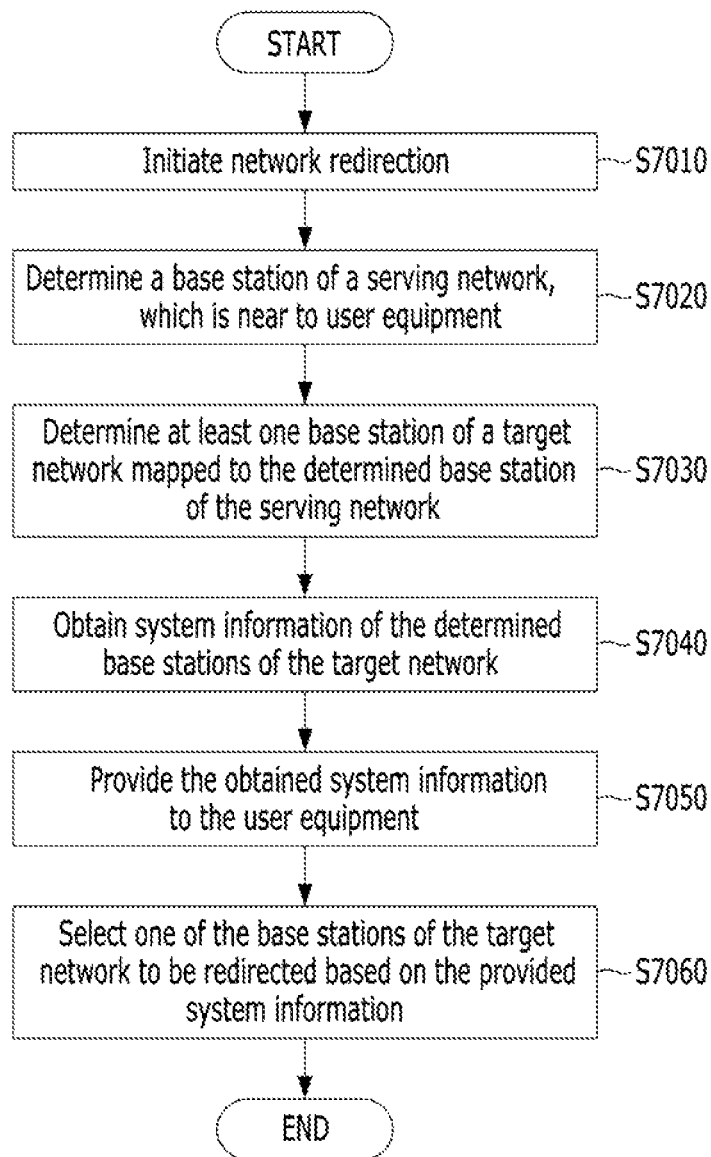 START
Initiate network redirection
S7010
Determine a base station of a serving network,
which is near to user equipment
S7020
Determine at least one base station of a target
network mapped to the determined base station
of the serving network
S7030
Obtain system information of the determined
base stations of the target network
S7040
Provide the obtained system information
to the user equipment
S7050
Select one of the base stations of the target
network to be redirected based on the provided
system information
S7060
END